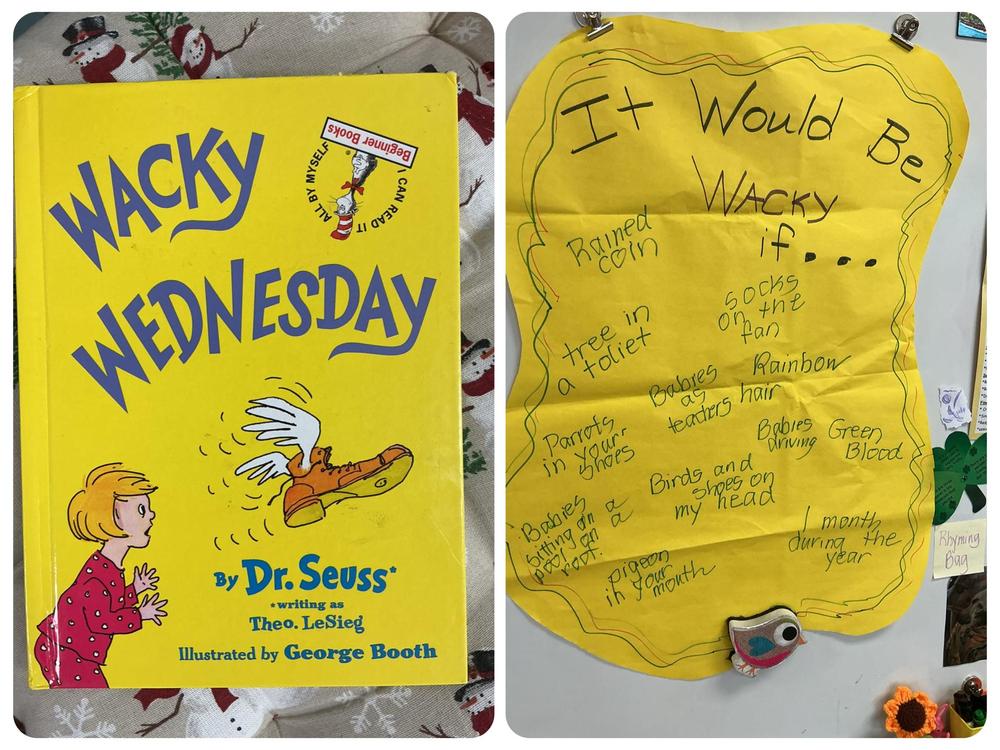 WACKY
WEDNESDAY
Beginner Books
I CAN READ IT ALL BY MYSELF
By Dr. Seuss*
*writing as
Theo. LeSieg
Illustrated by George Booth
It Would Be
WACKY
if....
Rained
coin
socks
on the
fan
tree in
a toliet
Babies
as
teachers
Rainbow
hair
Parrots
in your
shoes
Babies
driving
Green
Blood
Birds and
shoes on
my head
Babies
sitting on a
potty on a
roof.
pigeon
in your
mouth
1 month
during the
year
Rhyming
Bag